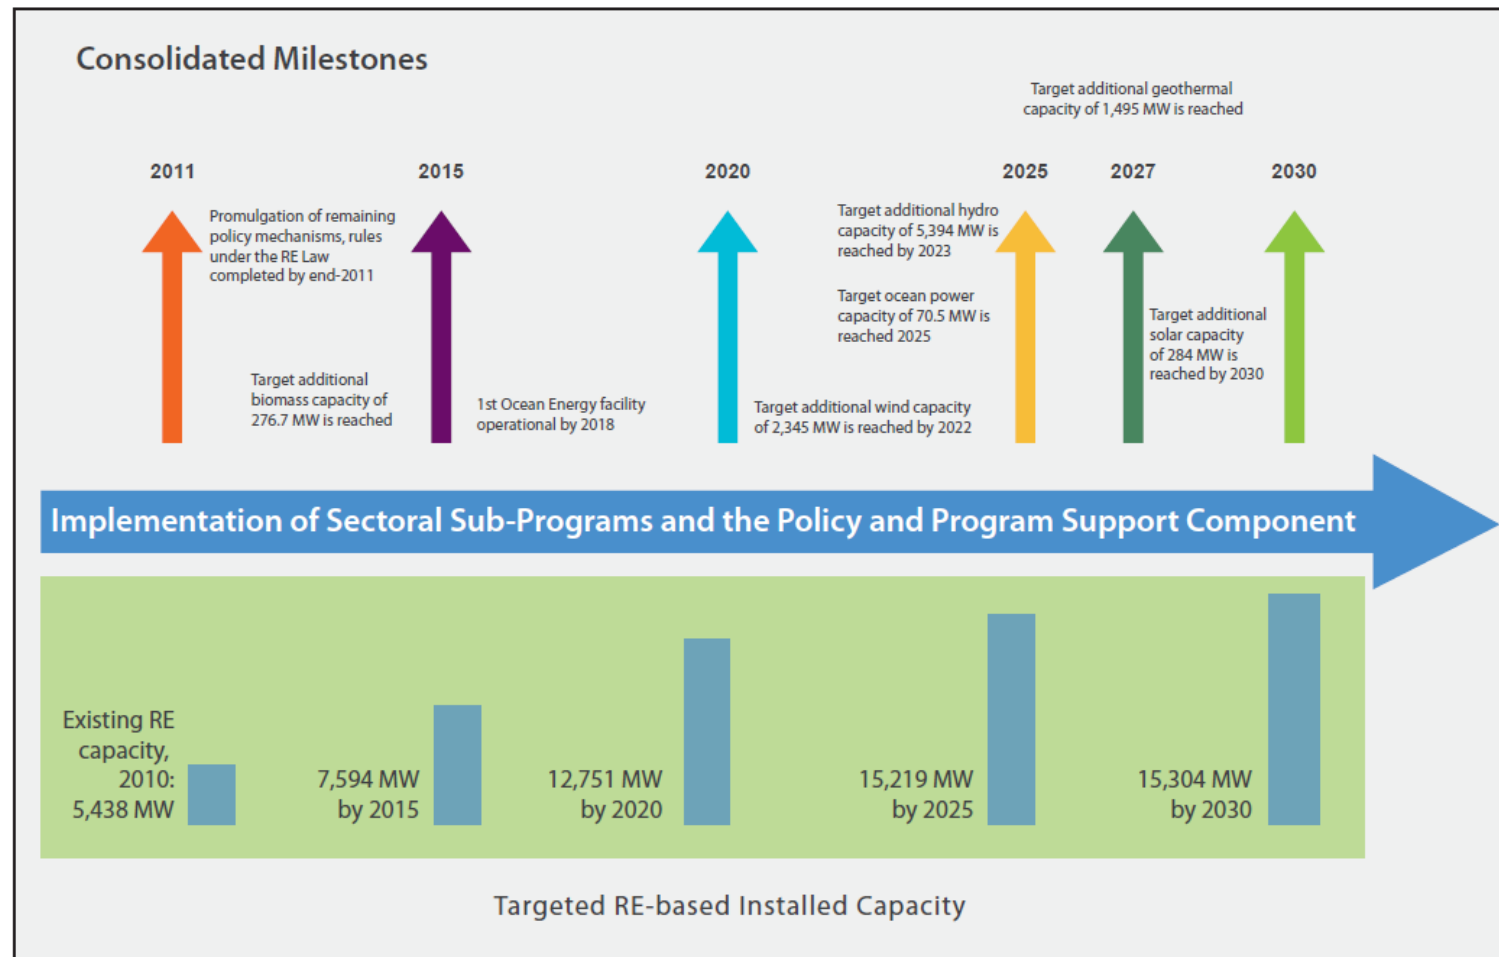 Consolidated Milestones
Target additional geothermal
capacity of 1,495 MW is reached
2011
2015
2020
2025
2027
2030
Promulgation of remaining
policy mechanisms, rules
under the RE Law
completed by end-2011
Target additional
biomass capacity of
276.7 MW is reached
1st Ocean Energy facility
operational by 2018
Target additional hydro
capacity of 5,394 MW is
reached by 2023
Target ocean power
capacity of 70.5 MW is
reached 2025
Target additional wind capacity
of 2,345 MW is reached by 2022
Target additional
solar capacity
of 284 MW is
reached by 2030
Implementation of Sectoral Sub-Programs and the Policy and Program Support Component
Existing RE
capacity,
2010:
5,438 MW
7,594 MW
by 2015
12,751 MW
by 2020
15,219 MW
by 2025
15,304 MW
by 2030
Targeted RE-based Installed Capacity